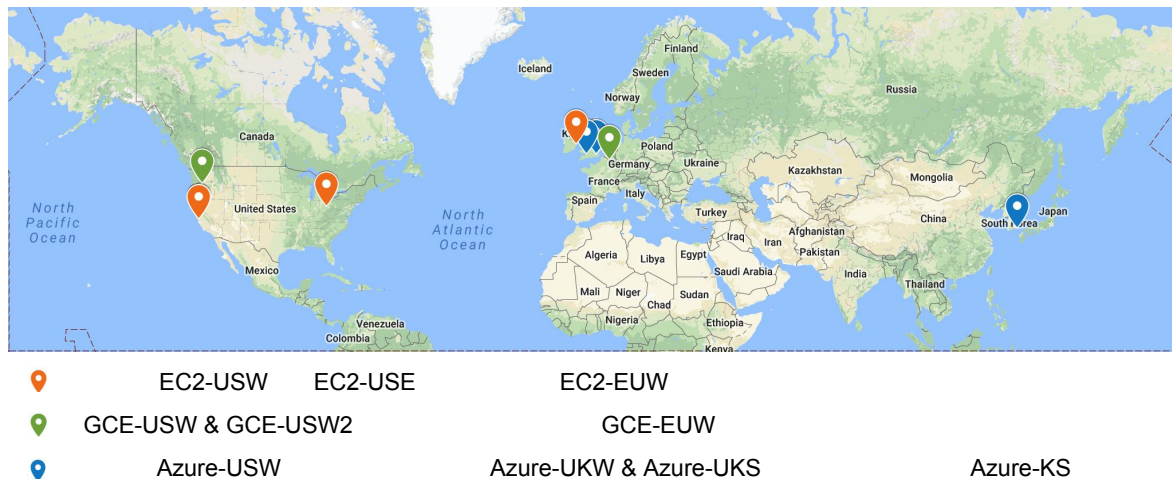 Iceland
Finland
Sweden
Norway
Russia
Canada
K
Poland
Germany
Ukraine
France
Kazakhstan
Mongolia
North
Pacific
Ocean
United States
North
Atlantic
Ocean
Spain
Italy
Turkey
China
South Korea
Japan
Iraq
Iran
Afghanistan
Pakistan
Mexico
Algeria
Libya
Egypt
Saudi Arabia
India
Thailand
Mali
Niger
Chad
Sudan
Venezuela
Colombia
Nigeria
Ethiopia
Kenya
EC2-USW EC2-USE EC2-EUW
GCE-USW & GCE-USW2 GCE-EUW
Azure-USW Azure-UKW & Azure-UKS Azure-KS